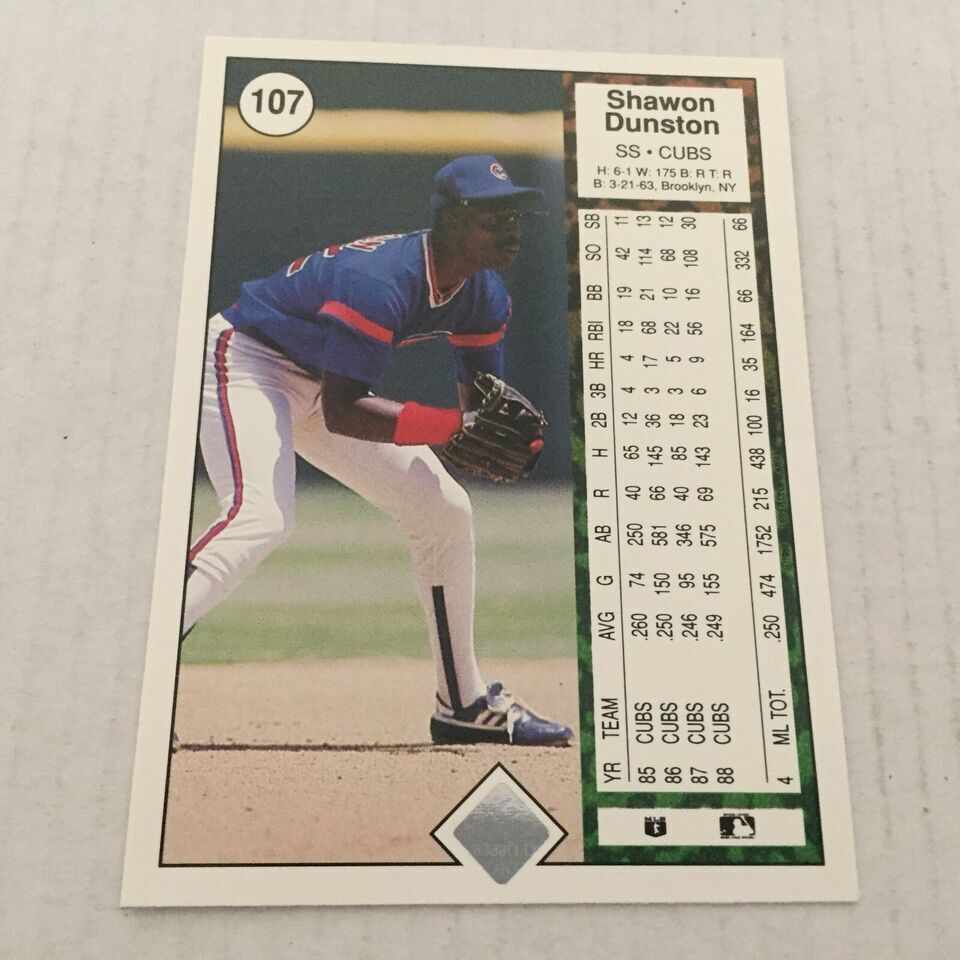 107
Shawon
Dunston
SS • CUBS
H: 6-1 W: 175 B: R T: R
B: 3-21-63, Brooklyn, NY
YR TEAM AVG G AB R H 2B 3B HR RBI BB SO SB
85 CUBS .260 74 250 40 65 12 4 4 18 19 42 11
86 CUBS .250 150 581 66 145 36 3 17 68 21 114 13
87 CUBS .246 95 346 40 85 18 3 5 22 10 68 12
88 CUBS .249 155 575 69 143 23 6 9 56 16 108 30
4 ML TOT. .250 474 1752 215 438 100 16 35 164 66 332 66
C
UPPER